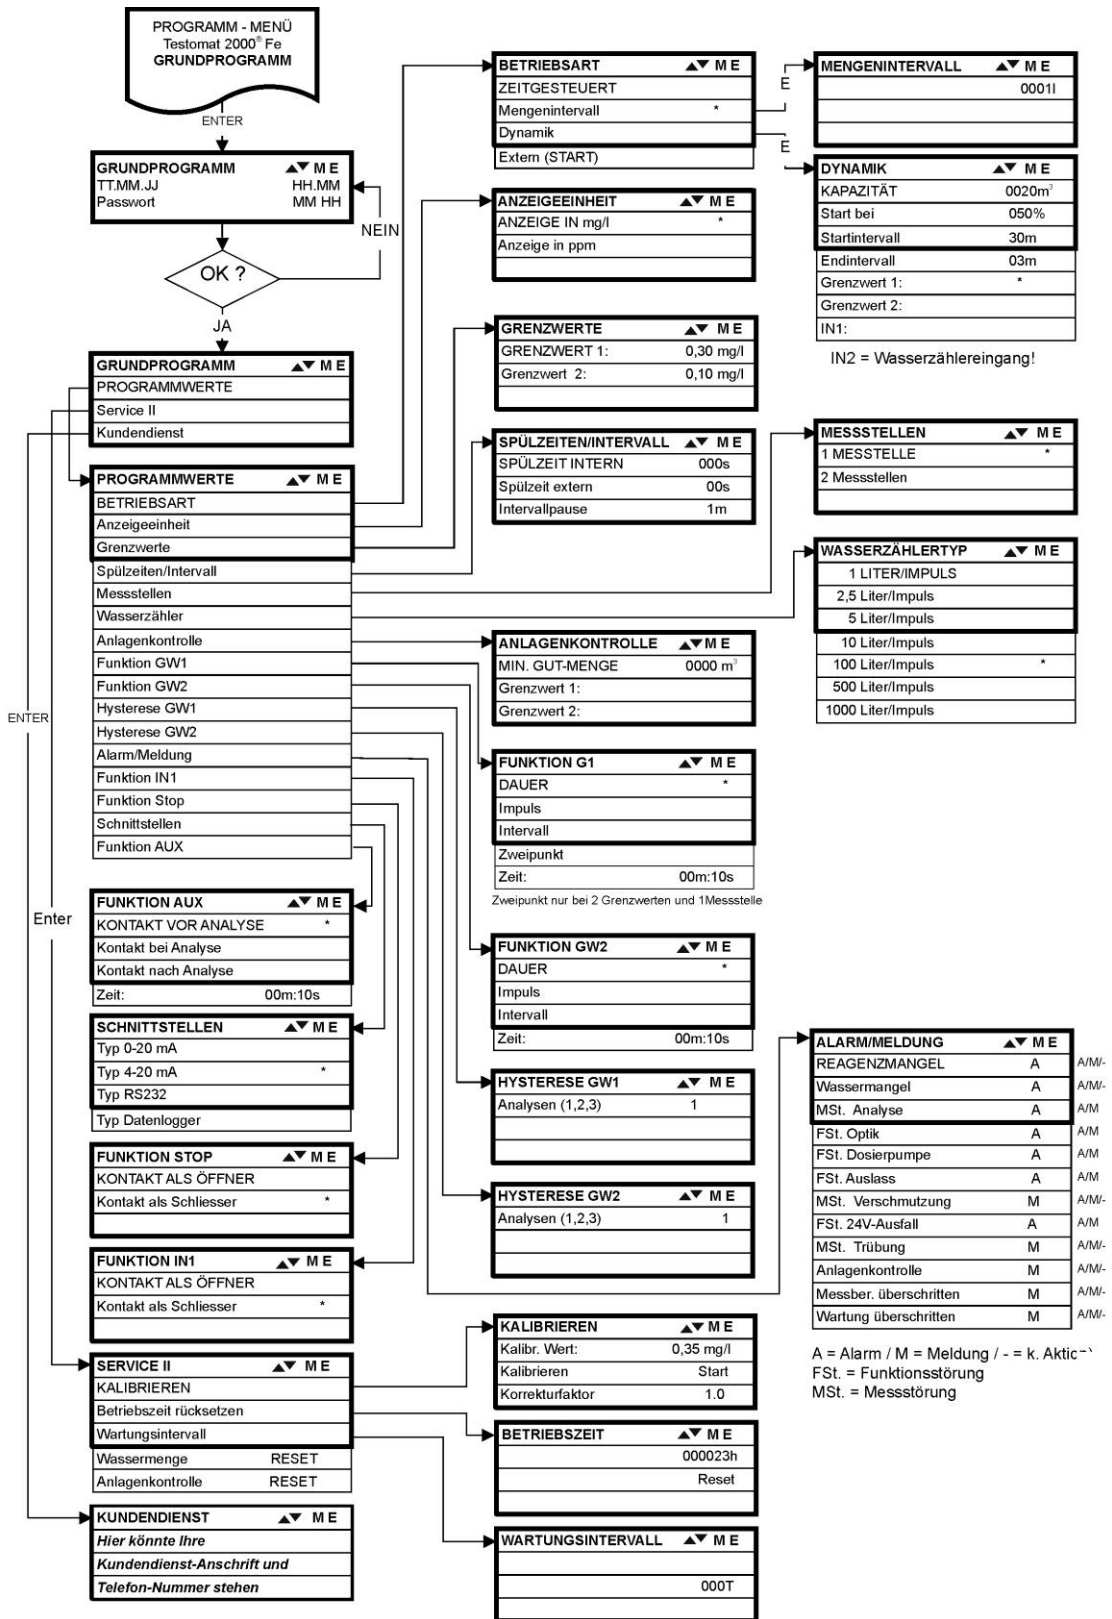 PROGRAMM - MENÜ
Testomat 2000® Fe
GRUNDPROGRAMM
ENTER
GRUNDPROGRAMM ▲▼ M E
TT.MM.JJ HH.MM
Passwort MM HH
NEIN
OK ?
JA
GRUNDPROGRAMM ▲▼ M E
PROGRAMMWERTE
Service II
Kundendienst
PROGRAMMWERTE ▲▼ M E
BETRIEBSART
Anzeigeeinheit
Grenzwerte
Spülzeiten/Intervall
Messstellen
Wasserzähler
Anlagenkontrolle
Funktion GW1
Funktion GW2
Hysterese GW1
Hysterese GW2
Alarm/Meldung
Funktion IN1
Funktion Stop
Schnittstellen
Funktion AUX
ENTER
Enter
FUNKTION AUX ▲▼ M E
KONTAKT VOR ANALYSE *
Kontakt bei Analyse
Kontakt nach Analyse
Zeit: 00m:10s
SCHNITTSTELLEN ▲▼ M E
Typ 0-20 mA
Typ 4-20 mA *
Typ RS232
Typ Datenlogger
FUNKTION STOP ▲▼ M E
KONTAKT ALS ÖFFNER
Kontakt als Schliesser *
FUNKTION IN1 ▲▼ M E
KONTAKT ALS ÖFFNER
Kontakt als Schliesser *
SERVICE II ▲▼ M E
KALIBRIEREN
Betriebszeit rücksetzen
Wartungsintervall
Wassermenge RESET
Anlagenkontrolle RESET
KUNDENDIENST ▲▼ M E
Hier könnte Ihre
Kundendienst-Anschrift und
Telefon-Nummer stehen
BETRIEBSART ▲▼ M E
ZEITGESTEUERT
Mengenintervall *
Dynamik
Extern (START)
E
E
ANZEIGEEINHEIT ▲▼ M E
ANZEIGE IN mg/l *
Anzeige in ppm
GRENZWERTE ▲▼ M E
GRENZWERT 1: 0,30 mg/l
Grenzwert 2: 0,10 mg/l
SPÜLZEITEN/INTERVALL ▲▼ M E
SPÜLZEIT INTERN 000s
Spülzeit extern 00s
Intervallpause 1m
ANLAGENKONTROLLE ▲▼ M E
MIN. GUT-MENGE 0000 m³
Grenzwert 1:
Grenzwert 2:
FUNKTION G1 ▲▼ M E
DAUER *
Impuls
Intervall
Zweipunkt
Zeit: 00m:10s
Zweipunkt nur bei 2 Grenzwerten und 1Messstelle
FUNKTION GW2 ▲▼ M E
DAUER *
Impuls
Intervall
Zeit: 00m:10s
HYSTERESE GW1 ▲▼ M E
Analysen (1,2,3) 1
HYSTERESE GW2 ▲▼ M E
Analysen (1,2,3) 1
KALIBRIEREN ▲▼ M E
Kalibr. Wert: 0,35 mg/l
Kalibrieren Start
Korrekturfaktor 1.0
BETRIEBSZEIT ▲▼ M E
000023h
Reset
WARTUNGSINTERVALL ▲▼ M E
000T
MENGENINTERVALL ▲▼ M E
0001l
DYNAMIK ▲▼ M E
KAPAZITÄT 0020m³
Start bei 050%
Startintervall 30m
Endintervall 03m
Grenzwert 1: *
Grenzwert 2:
IN1:
IN2 = Wasserzählereingang!
MESSSTELLEN ▲▼ M E
1 MESSTELLE *
2 Messstellen
WASSERZÄHLERTYP ▲▼ M E
1 LITER/IMPULS
2,5 Liter/Impuls
5 Liter/Impuls
10 Liter/Impuls
100 Liter/Impuls *
500 Liter/Impuls
1000 Liter/Impuls
ALARM/MELDUNG ▲▼ M E
REAGENZMANGEL A A/M/-
Wassermangel A A/M/-
MSt. Analyse A A/M
FSt. Optik A A/M
FSt. Dosierpumpe A A/M
FSt. Auslass A A/M
MSt. Verschmutzung M A/M/-
FSt. 24V-Ausfall A A/M
MSt. Trübung M A/M/-
Anlagenkontrolle M A/M/-
Messber. überschritten M A/M/-
Wartung überschritten M A/M/-
A = Alarm / M = Meldung / - = k.
FSt. = Funktionsstörung
MSt. = Messstörung